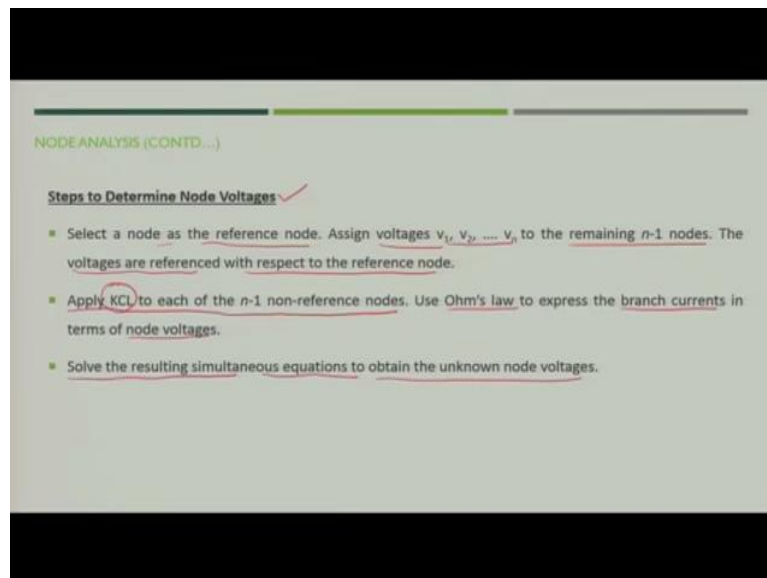 NODE ANALYSIS (CONTD...)
Steps to Determine Node Voltages
▪ Select a node as the reference node. Assign voltages v1, v2, .... vn to the remaining n-1 nodes. The
voltages are referenced with respect to the reference node.
▪ Apply KCL to each of the n-1 non-reference nodes. Use Ohm's law to express the branch currents in
terms of node voltages.
▪ Solve the resulting simultaneous equations to obtain the unknown node voltages.